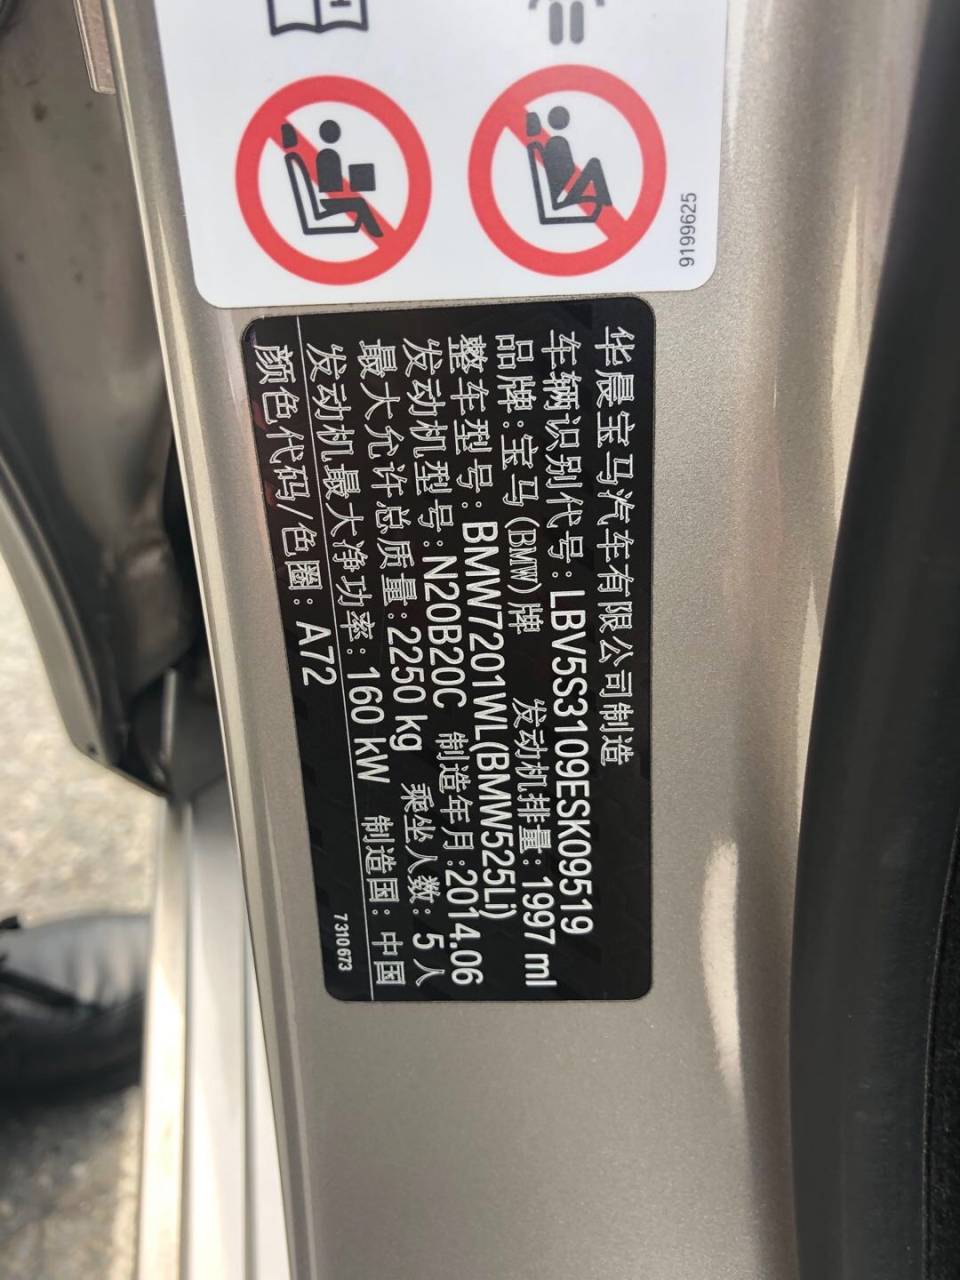 9199625
华晨宝马汽车有限公司制造
车辆识别代号:LBV5S3109ESK09519
品牌:宝马(BMW)牌 发动机排量:1997 ml
整车型号:BMW7201WL(BMW525Li)
发动机型号:N20B20C 制造年月:2014.06
最大允许总质量:2250 kg 乘坐人数:5人
发动机最大净功率:160 kW 制造国:中国
颜色代码/色圈:A72
7310673